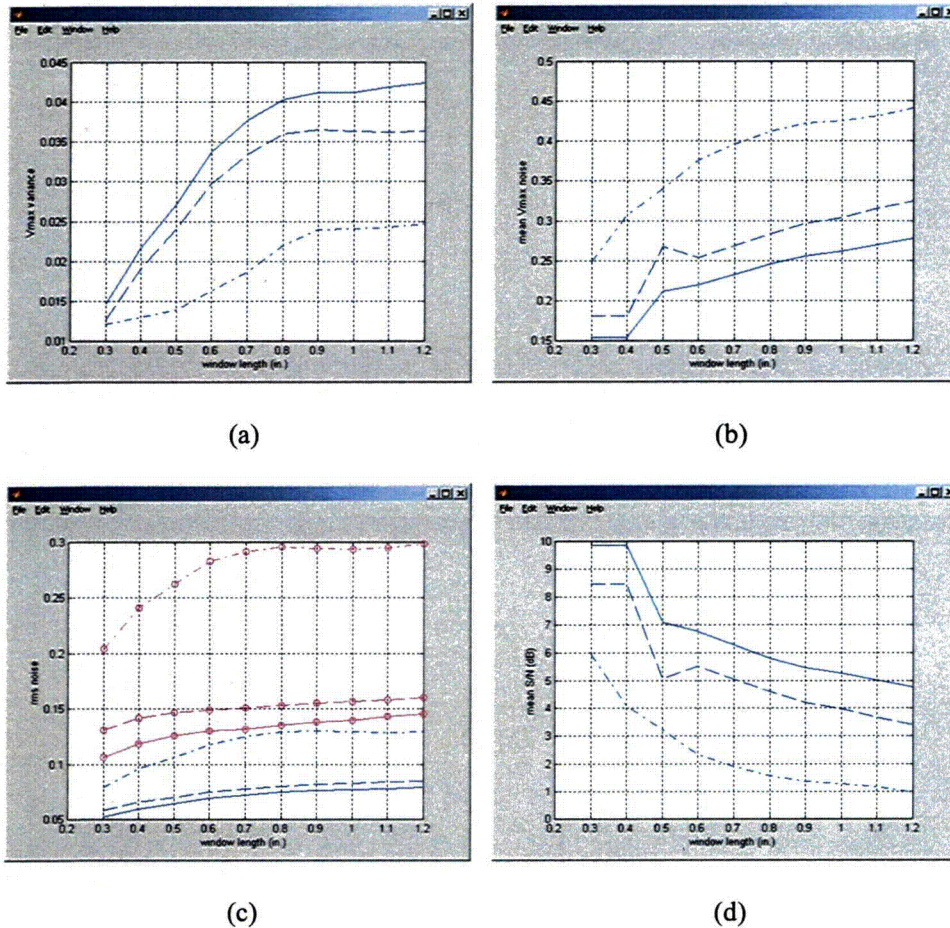 File Edit Window Help
0.045
0.04
0.035
0.03
0.025
0.02
0.015
0.01
Vmax variance
0.2 0.3 0.4 0.5 0.6 0.7 0.8 0.9 1 1.1 1.2
window length (in.)
(a)
File Edit Window Help
0.5
0.45
0.4
0.35
0.3
0.25
0.2
0.15
mean Vmax noise
0.2 0.3 0.4 0.5 0.6 0.7 0.8 0.9 1 1.1 1.2
window length (in.)
(b)
File Edit Window Help
0.3
0.25
0.2
0.15
0.1
0.05
rms noise
0.2 0.3 0.4 0.5 0.6 0.7 0.8 0.9 1 1.1 1.2
window length (in.)
(c)
File Edit Window Help
10
9
8
7
6
5
4
3
2
1
0
mean S/N (dB)
0.2 0.3 0.4 0.5 0.6 0.7 0.8 0.9 1 1.1 1.2
window length (in.)
(d)